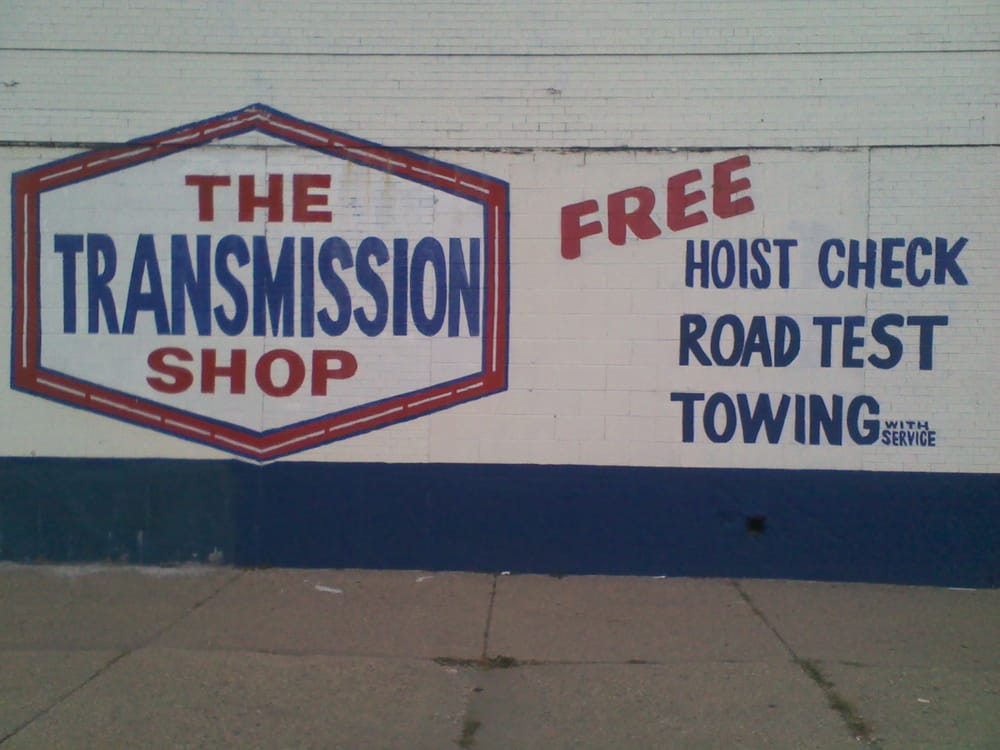 THE
TRANSMISSION
SHOP
FREE
HOIST CHECK
ROAD TEST
TOWING WITH
SERVICE